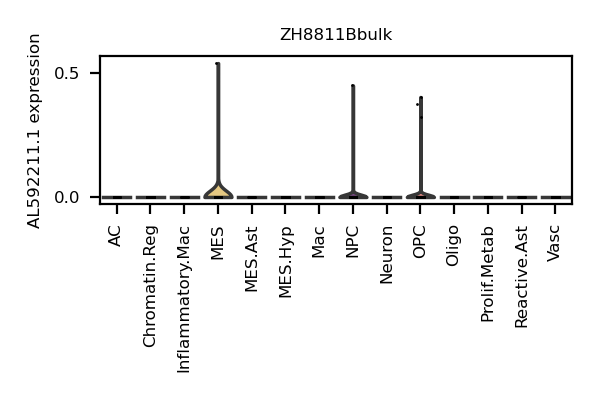 ZH8811Bbulk
AL592211.1 expression
0.5
0.0
AC
Chromatin.Reg
Inflammatory.Mac
MES
MES.Ast
MES.Hyp
Mac
NPC
Neuron
OPC
Oligo
Prolif.Metab
Reactive.Ast
Vasc